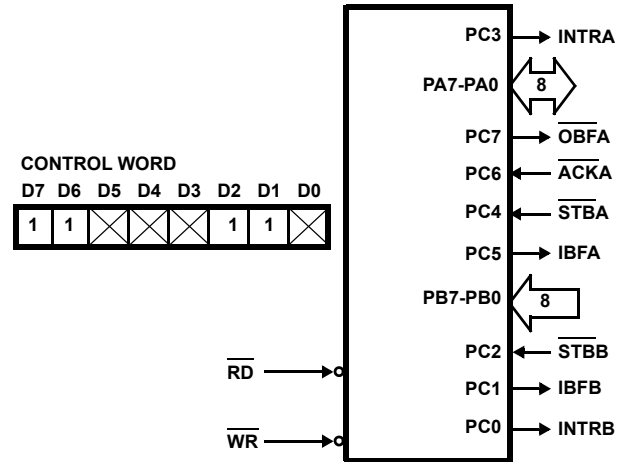 CONTROL WORD
D7 D6 D5 D4 D3 D2 D1 D0
1 1 1 1
RD
WR
PC3 INTRA
PA7-PA0 8
PC7 OBFA
PC6 ACKA
PC4 STBA
PC5 IBFA
PB7-PB0 8
PC2 STBB
PC1 IBFB
PC0 INTRB